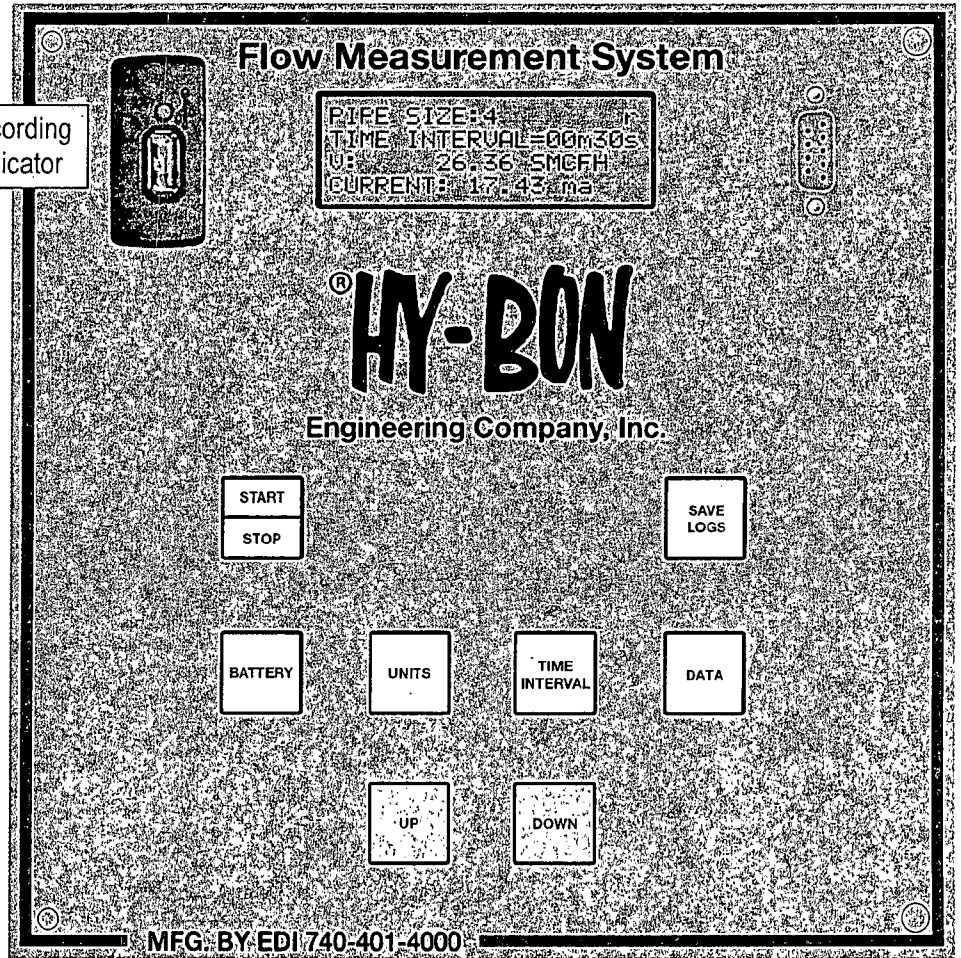 Flow Measurement System
cording
icator
PIPE SIZE:4 r
TIME INTERVAL=00m30s
V: 26.36 SMCFH
CURRENT: 17.43 ma
®HY-BON
Engineering Company, Inc.
START
STOP
SAVE
LOGS
BATTERY
UNITS
TIME
INTERVAL
DATA
UP
DOWN
MFG. BY EDI 740-401-4000